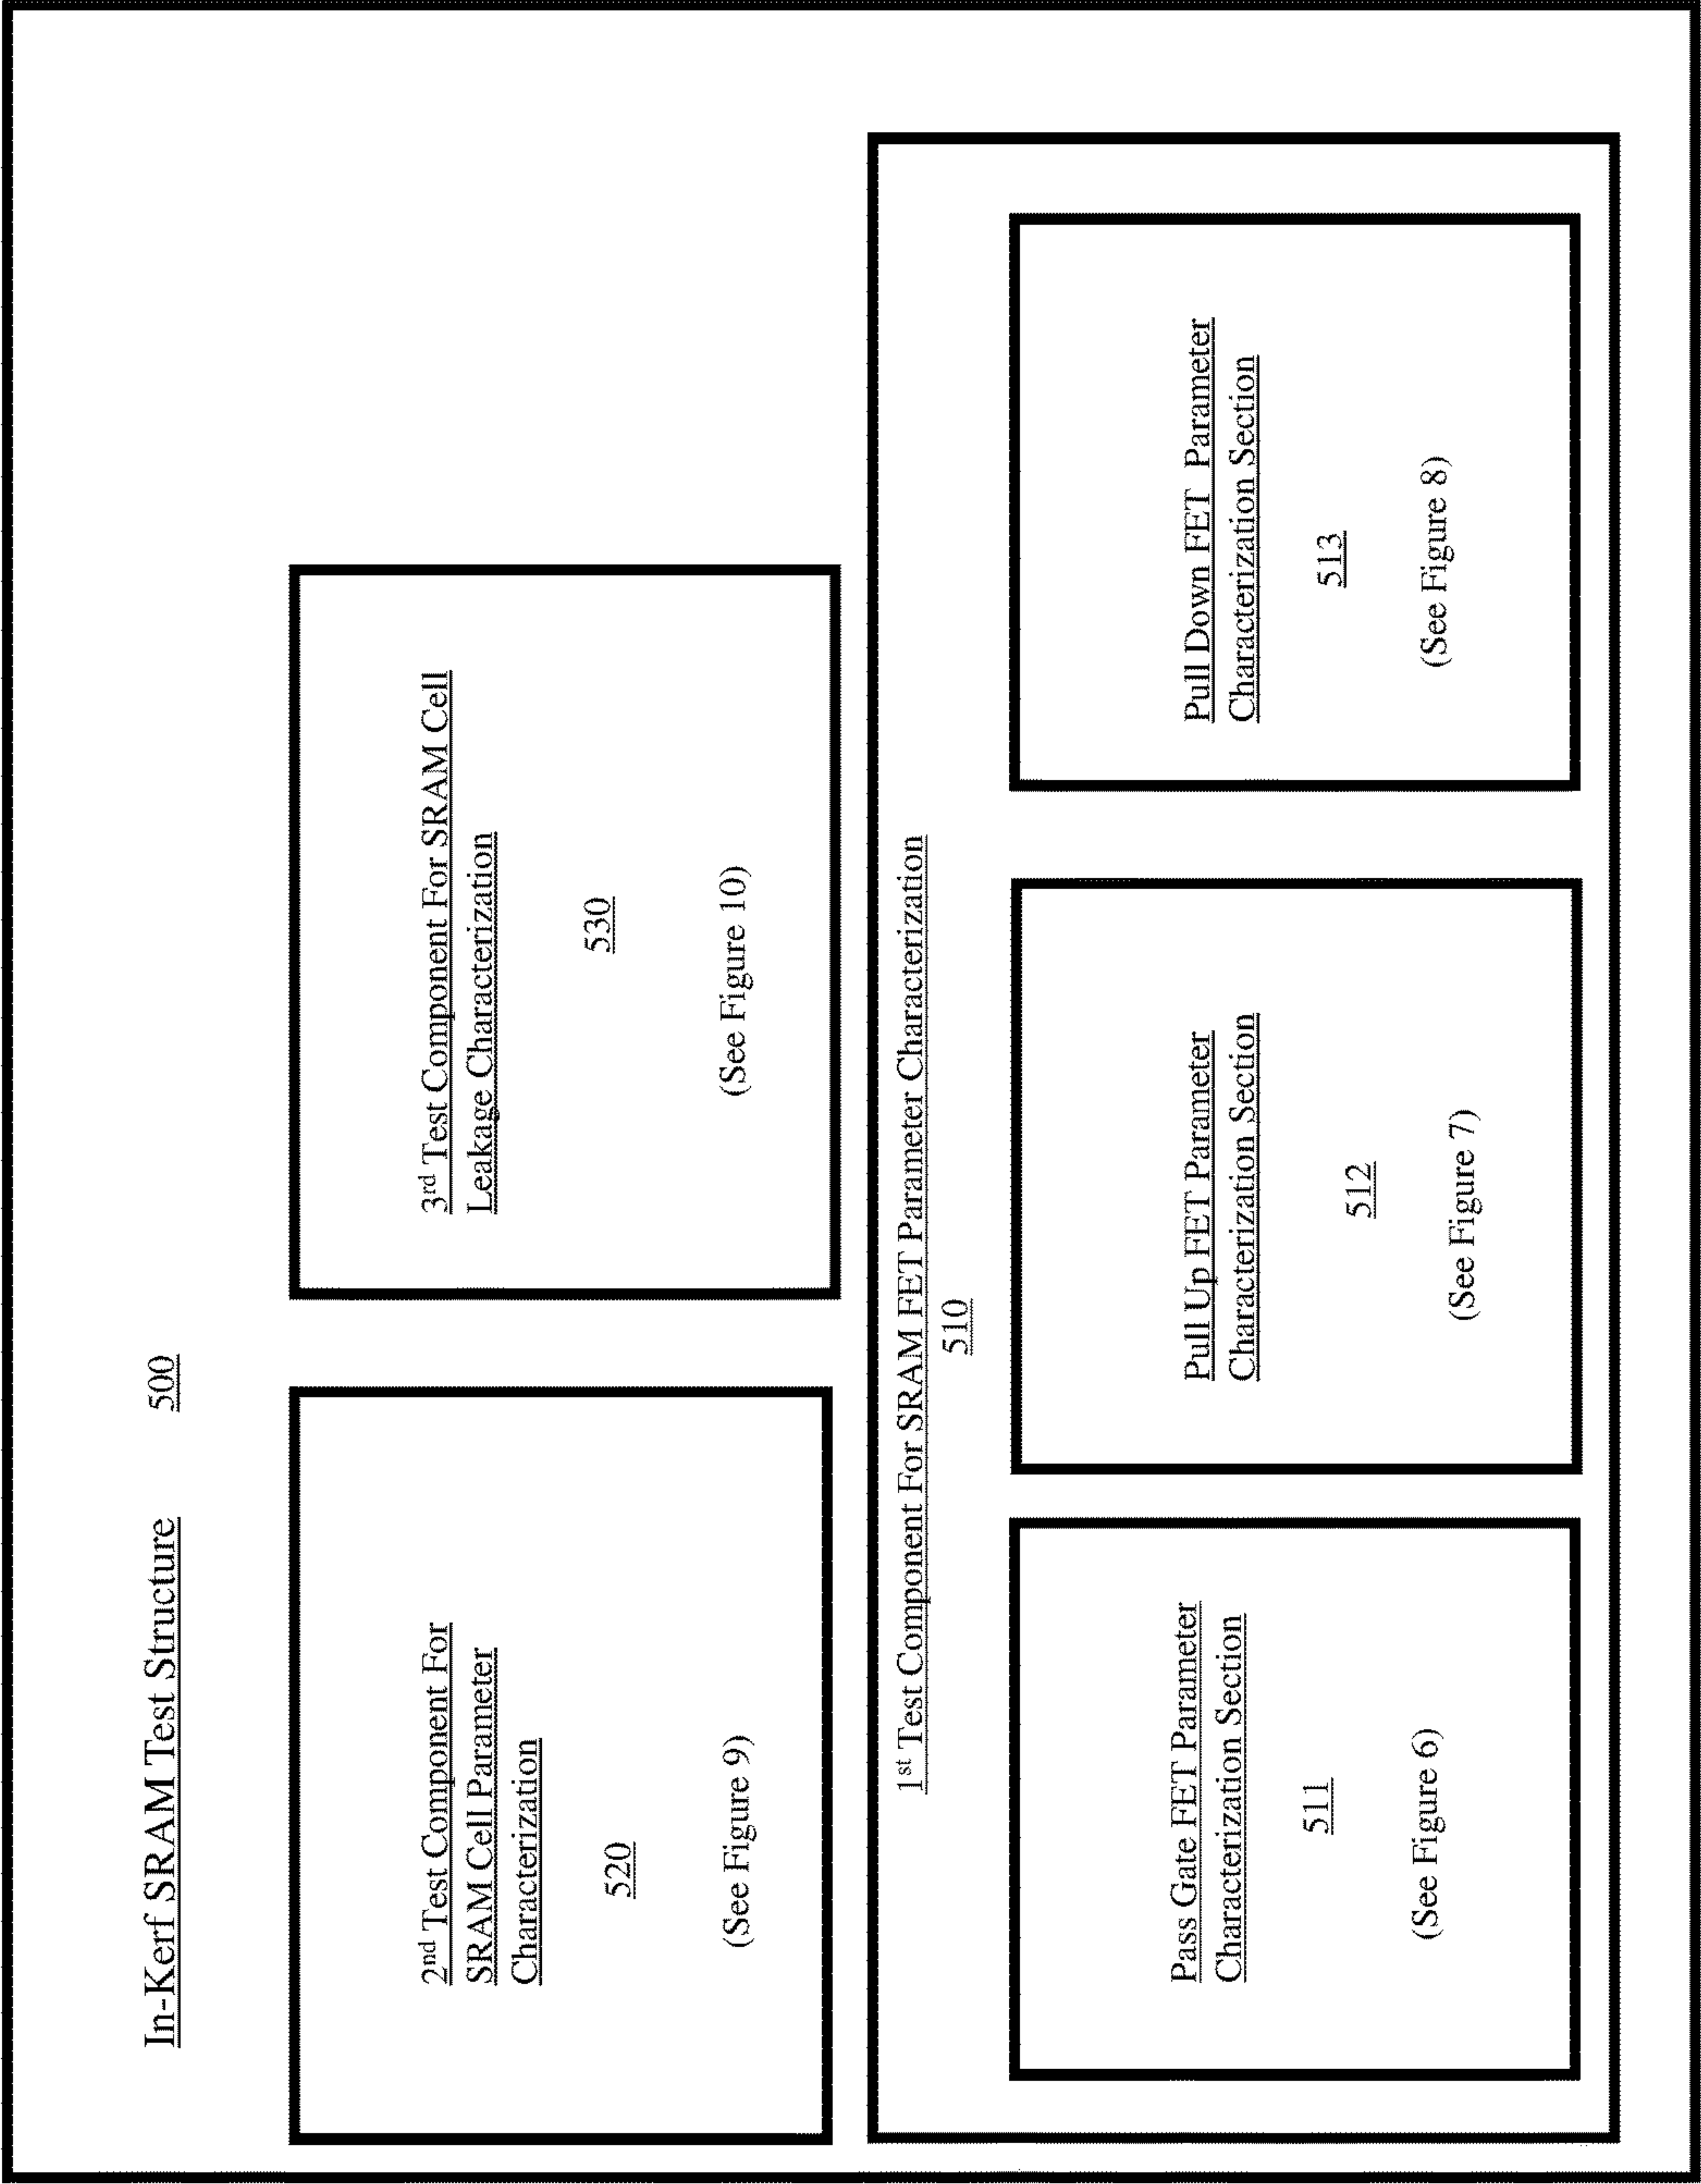 In-Kerf SRAM Test Structure 500
2nd Test Component For
SRAM Cell Parameter
Characterization
520
(See Figure 9)
3rd Test Component For SRAM Cell
Leakage Characterization
530
(See Figure 10)
1st Test Component For SRAM FET Parameter Characterization
510
Pass Gate FET Parameter
Characterization Section
511
(See Figure 6)
Pull Up FET Parameter
Characterization Section
512
(See Figure 7)
Pull Down FET Parameter
Characterization Section
513
(See Figure 8)